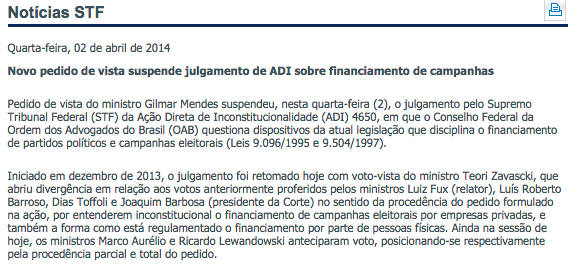 Notícias STF
Quarta-feira, 02 de abril de 2014
Novo pedido de vista suspende julgamento de ADI sobre financiamento de campanhas
Pedido de vista do ministro Gilmar Mendes suspendeu, nesta quarta-feira (2), o julgamento pelo Supremo
Tribunal Federal (STF) da Ação Direta de Inconstitucionalidade (ADI) 4650, em que o Conselho Federal da
Ordem dos Advogados do Brasil (OAB) questiona dispositivos da atual legislação que disciplina o financiamento
de partidos políticos e campanhas eleitorais (Leis 9.096/1995 e 9.504/1997).
Iniciado em dezembro de 2013, o julgamento foi retomado hoje com voto-vista do ministro Teori Zavascki, que
abriu divergência em relação aos votos anteriormente proferidos pelos ministros Luiz Fux (relator), Luís Roberto
Barroso, Dias Toffoli e Joaquim Barbosa (presidente da Corte) no sentido da procedência do pedido formulado
na ação, por entenderem inconstitucional o financiamento de campanhas eleitorais por empresas privadas, e
também a forma como está regulamentado o financiamento por parte de pessoas físicas. Ainda na sessão de
hoje, os ministros Marco Aurélio e Ricardo Lewandowski anteciparam voto, posicionando-se respectivamente
pela procedência parcial e total do pedido.